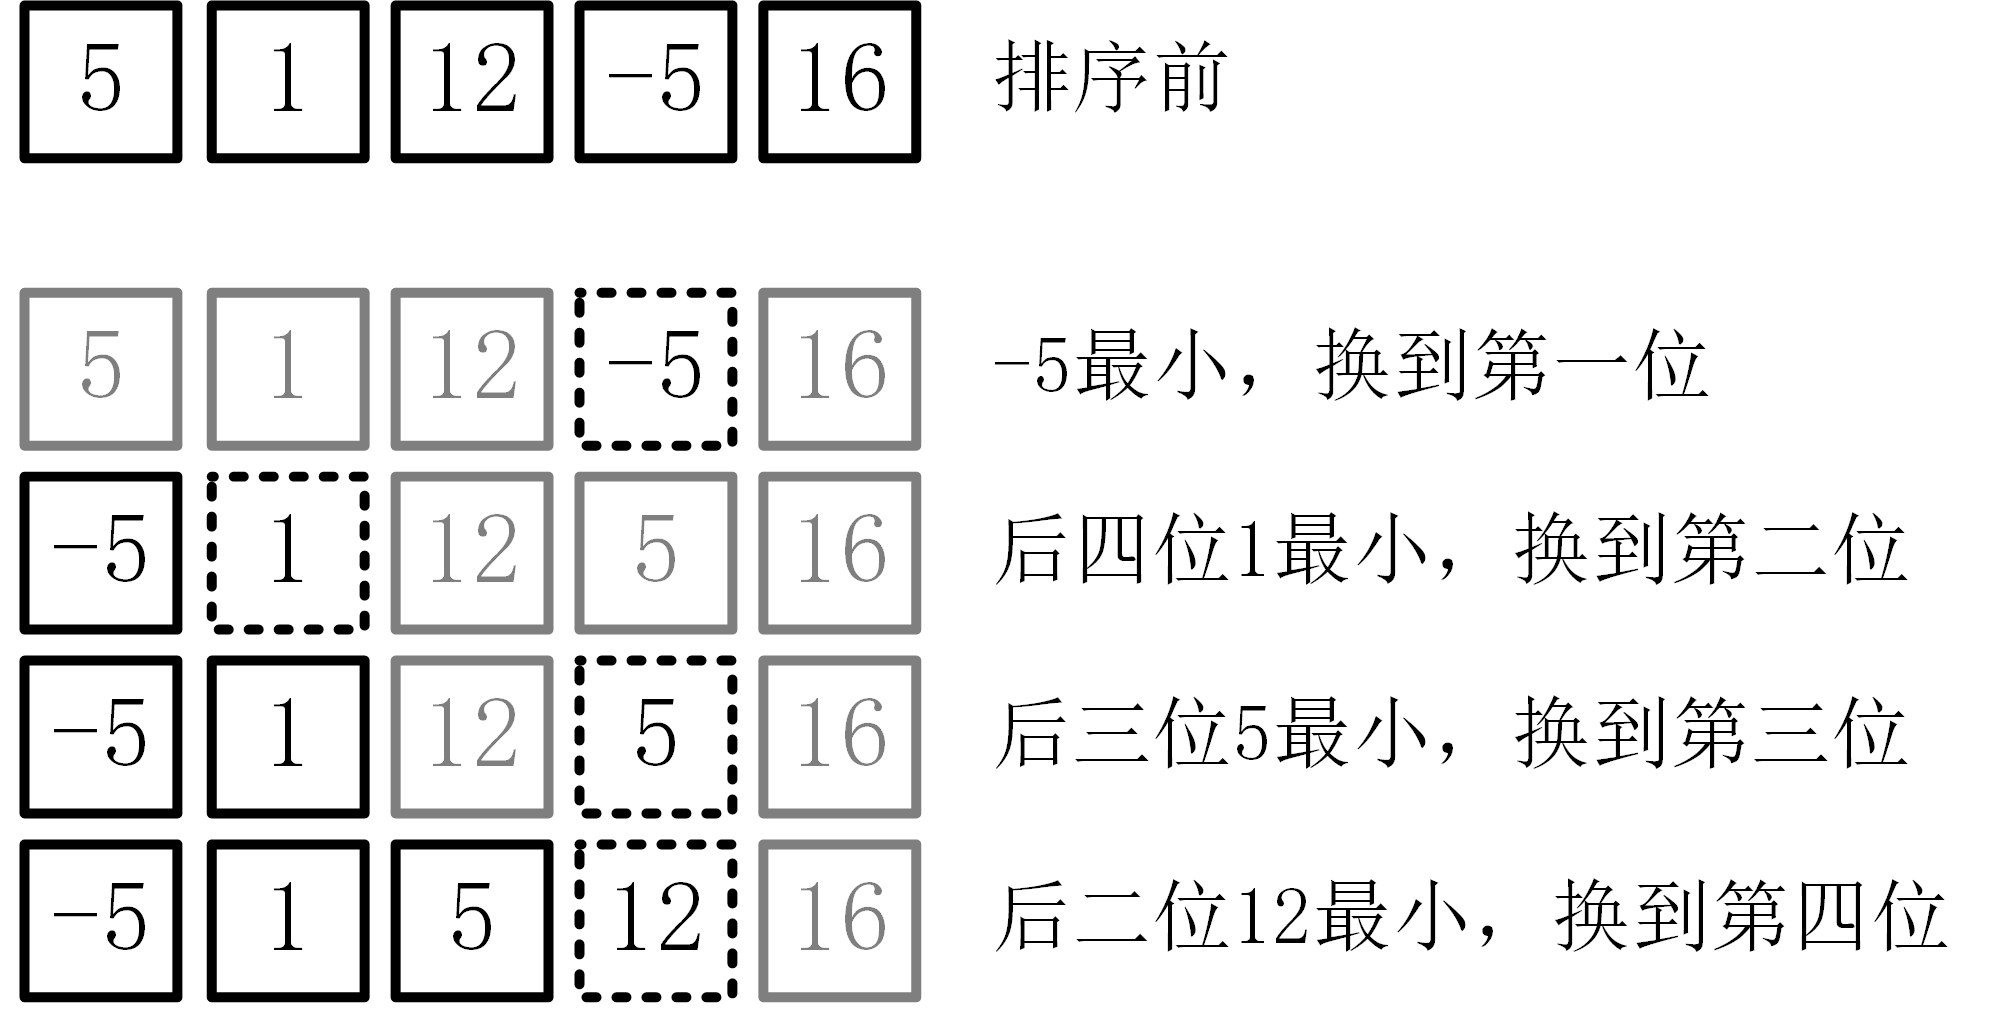 5 1 12 -5 16 排序前
5 1 12 -5 16 -5最小，换到第一位
-5 1 12 5 16 后四位1最小，换到第二位
-5 1 12 5 16 后三位5最小，换到第三位
-5 1 5 12 16 后二位12最小，换到第四位